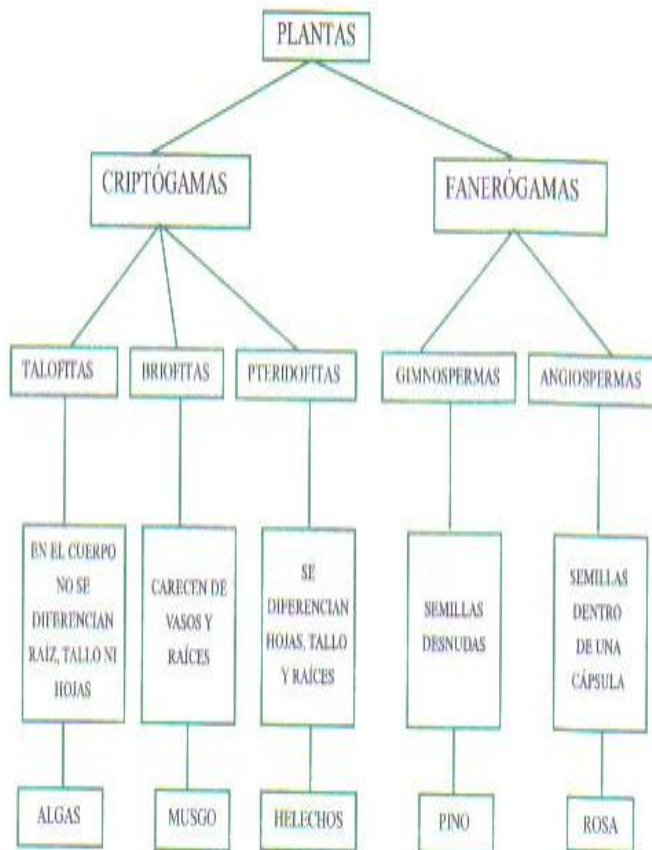 PLANTAS
CRIPTÓGAMAS
FANERÓGAMAS
TALOFITAS
BRIOFITAS
PTERIDOFITAS
GIMNOSPERMAS
ANGIOSPERMAS
EN EL CUERPO
NO SE
DIFERENCIAN
RAÍZ, TALLO NI
HOJAS
CARECEN DE
VASOS Y
RAÍCES
SE
DIFERENCIAN
HOJAS, TALLO
Y RAÍCES
SEMILLAS
DESNUDAS
SEMILLAS
DENTRO
DE UNA
CÁPSULA
ALGAS
MUSGO
HELECHOS
PINO
ROSA